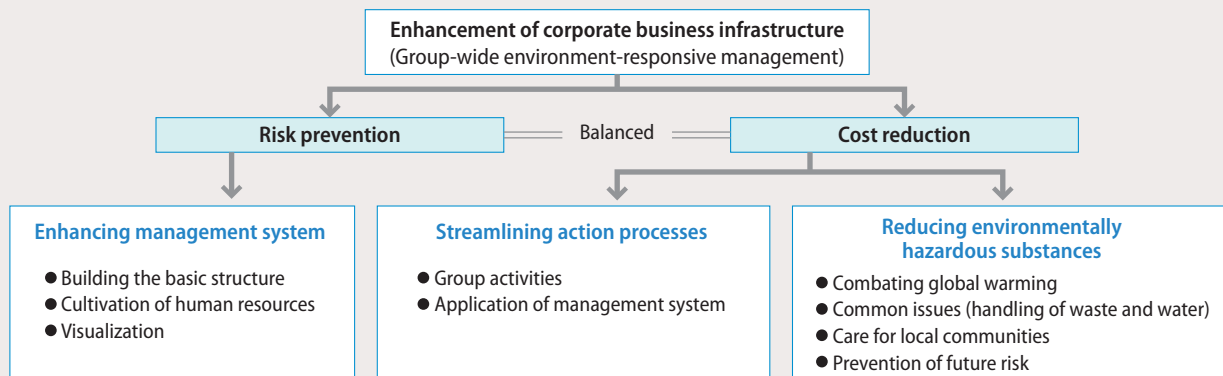 Enhancement of corporate business infrastructure
(Group-wide environment-responsive management)
Risk prevention
Balanced
Cost reduction
Enhancing management system
● Building the basic structure
● Cultivation of human resources
● Visualization
Streamlining action processes
● Group activities
● Application of management system
Reducing environmentally
hazardous substances
● Combating global warming
● Common issues (handling of waste and water)
● Care for local communities
● Prevention of future risk